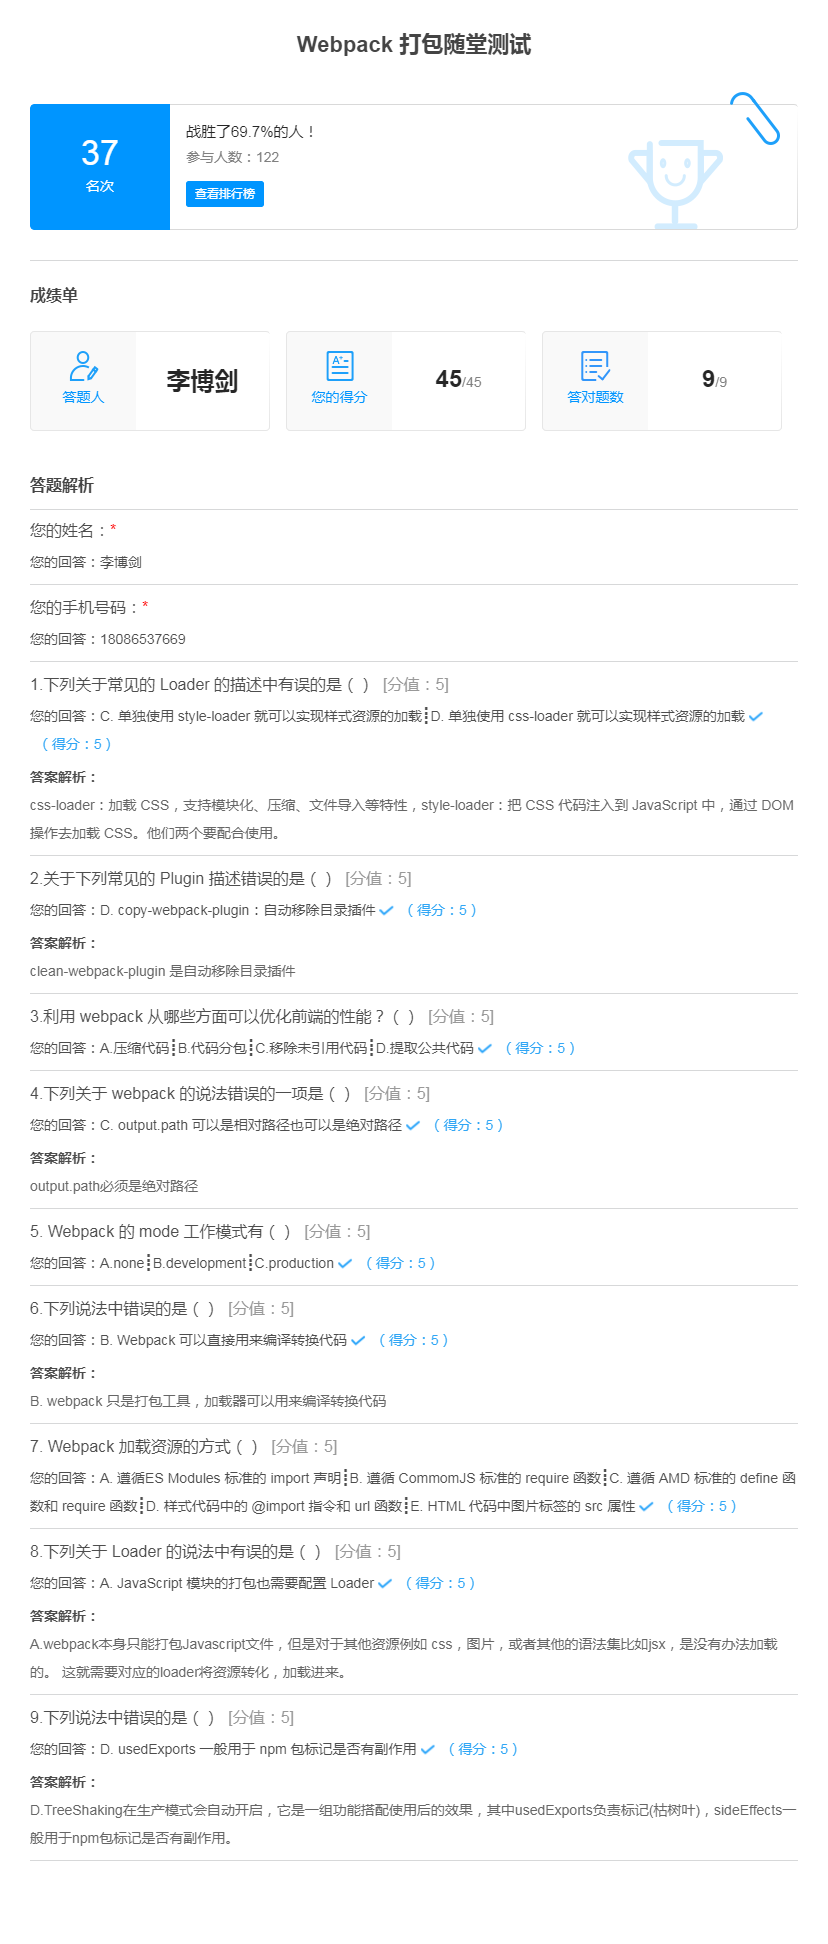 Webpack 打包随堂测试
37
名次
战胜了69.7%的人！
参与人数：122
查看排行榜
成绩单
答题人
李博剑
A+
您的得分
45/45
答对题数
9/9
答题解析
您的姓名：*
您的回答：李博剑
您的手机号码：*
您的回答：18086537669
1.下列关于常见的 Loader 的描述中有误的是（ ） [分值：5]
您的回答：C. 单独使用 style-loader 就可以实现样式资源的加载┋D. 单独使用 css-loader 就可以实现样式资源的加载
（得分：5）
答案解析：
css-loader：加载 CSS，支持模块化、压缩、文件导入等特性，style-loader：把 CSS 代码注入到 JavaScript 中，通过 DOM
操作去加载 CSS。他们两个要配合使用。
2.关于下列常见的 Plugin 描述错误的是（ ） [分值：5]
您的回答：D. copy-webpack-plugin：自动移除目录插件 （得分：5）
答案解析：
clean-webpack-plugin 是自动移除目录插件
3.利用 webpack 从哪些方面可以优化前端的性能？（ ） [分值：5]
您的回答：A.压缩代码┋B.代码分包┋C.移除未引用代码┋D.提取公共代码 （得分：5）
4.下列关于 webpack 的说法错误的一项是（ ） [分值：5]
您的回答：C. output.path 可以是相对路径也可以是绝对路径 （得分：5）
答案解析：
output.path必须是绝对路径
5. Webpack 的 mode 工作模式有（ ） [分值：5]
您的回答：A.none┋B.development┋C.production （得分：5）
6.下列说法中错误的是（ ） [分值：5]
您的回答：B. Webpack 可以直接用来编译转换代码 （得分：5）
答案解析：
B. webpack 只是打包工具，加载器可以用来编译转换代码
7. Webpack 加载资源的方式（ ） [分值：5]
您的回答：A. 遵循ES Modules 标准的 import 声明┋B. 遵循 CommomJS 标准的 require 函数┋C. 遵循 AMD 标准的 define 函
数和 require 函数┋D. 样式代码中的 @import 指令和 url 函数┋E. HTML 代码中图片标签的 src 属性 （得分：5）
8.下列关于 Loader 的说法中有误的是（ ） [分值：5]
您的回答：A. JavaScript 模块的打包也需要配置 Loader （得分：5）
答案解析：
A.webpack本身只能打包Javascript文件，但是对于其他资源例如 css，图片，或者其他的语法集比如jsx，是没有办法加载
的。 这就需要对应的loader将资源转化，加载进来。
9.下列说法中错误的是（ ） [分值：5]
您的回答：D. usedExports 一般用于 npm 包标记是否有副作用 （得分：5）
答案解析：
D.TreeShaking在生产模式会自动开启，它是一组功能搭配使用后的效果，其中usedExports负责标记(枯树叶)，sideEffects一
般用于npm包标记是否有副作用。